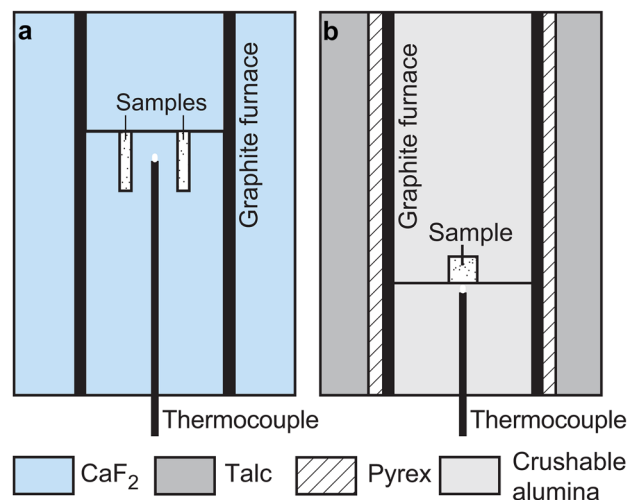 a
Samples
Graphite furnace
Thermocouple
b
Graphite furnace
Sample
Thermocouple
CaF2
Talc
Pyrex
Crushable
alumina